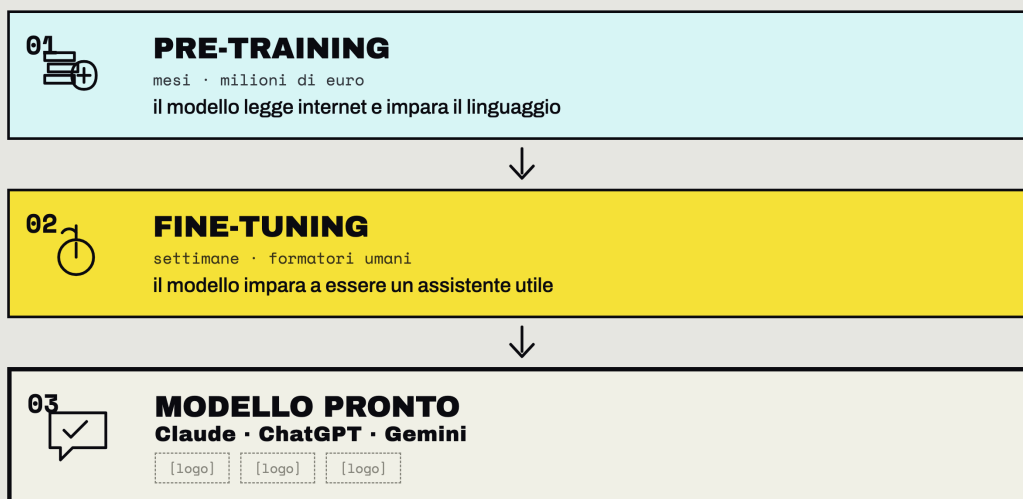 01
PRE-TRAINING
mesi · milioni di euro
il modello legge internet e impara il linguaggio
02
FINE-TUNING
settimane · formatori umani
il modello impara a essere un assistente utile
03
MODELLO PRONTO
Claude · ChatGPT · Gemini
[logo] [logo] [logo]